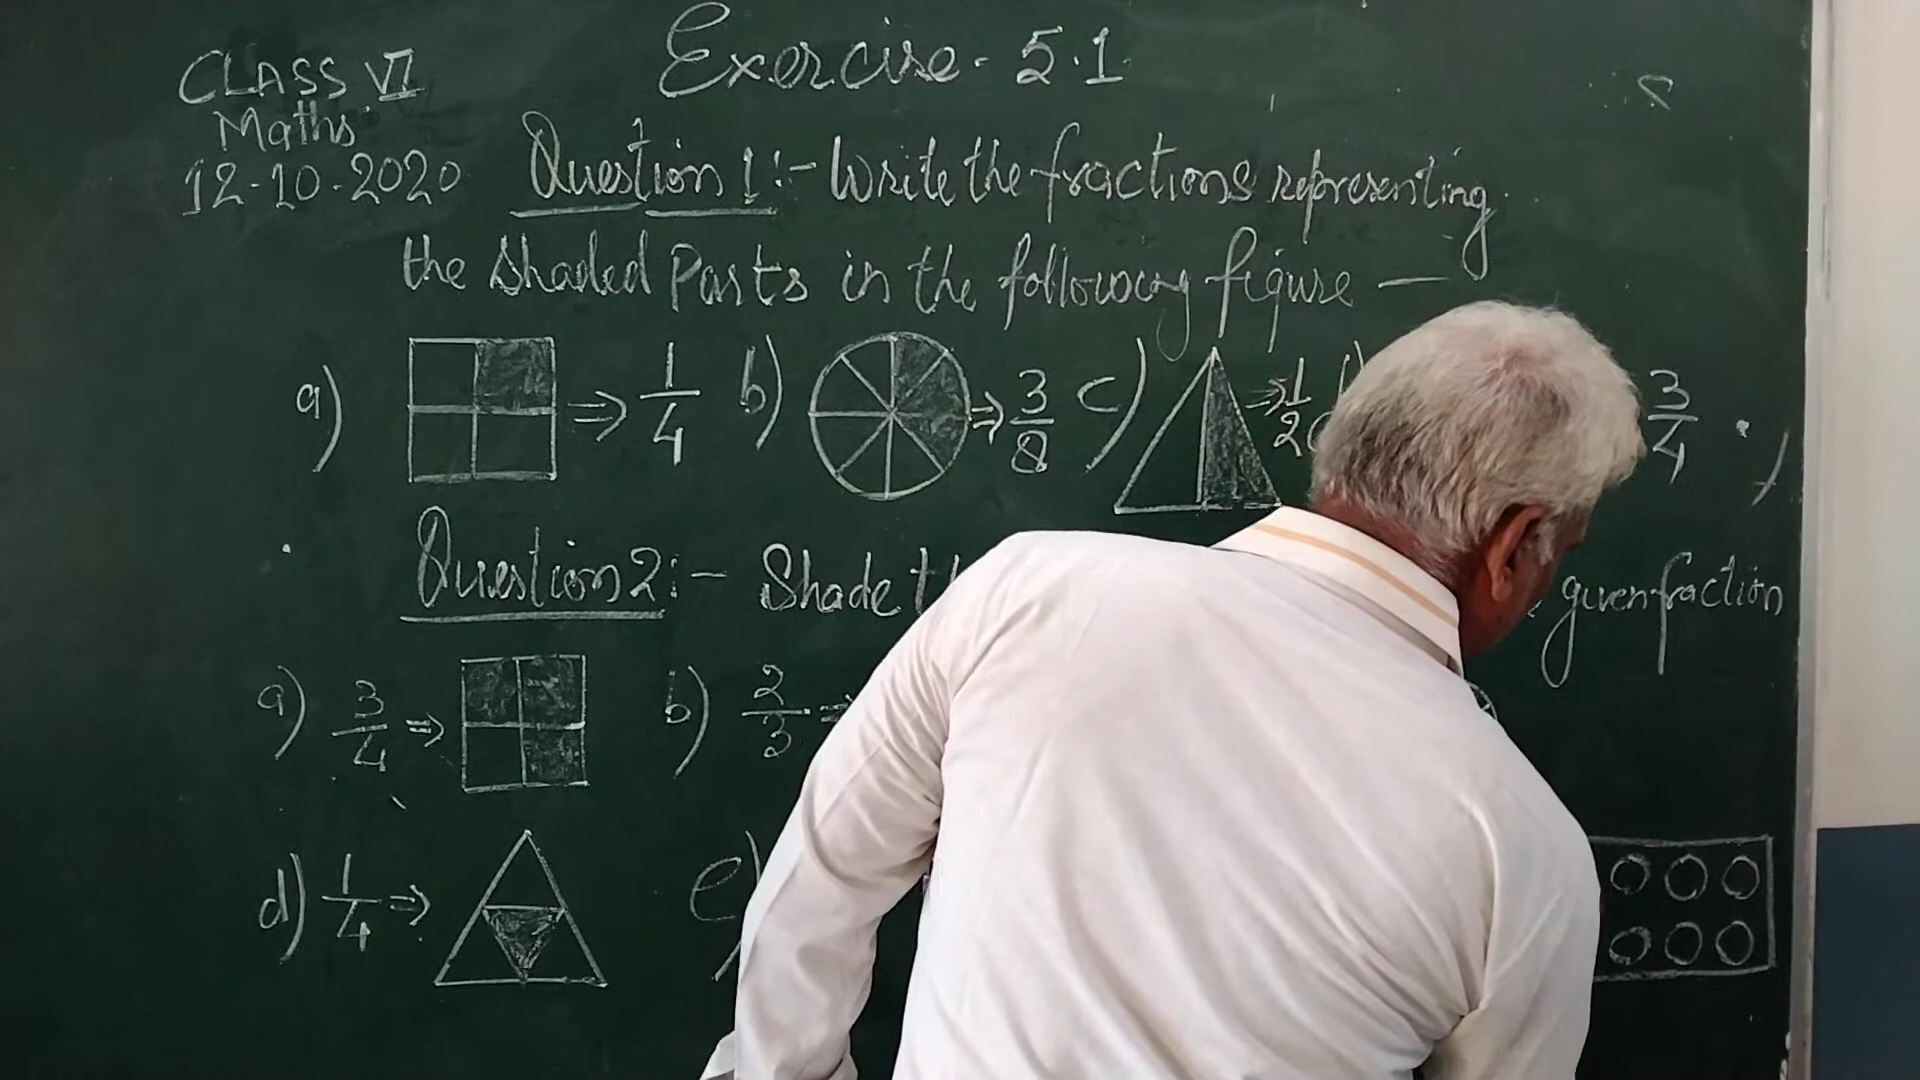 Exercise - 5.1
CLASS VI
Maths
12-10-2020
Question 1:- Write the fractions representing
the shaded Parts in the following figure —
a) ⇒ 1/4 b) ⇒ 3/8 c) ⇒ 1/2 3/4
Question 2:- Shade given fraction
a) 3/4 ⇒ b) 2/3 ⇒
d) 1/4 ⇒ e)